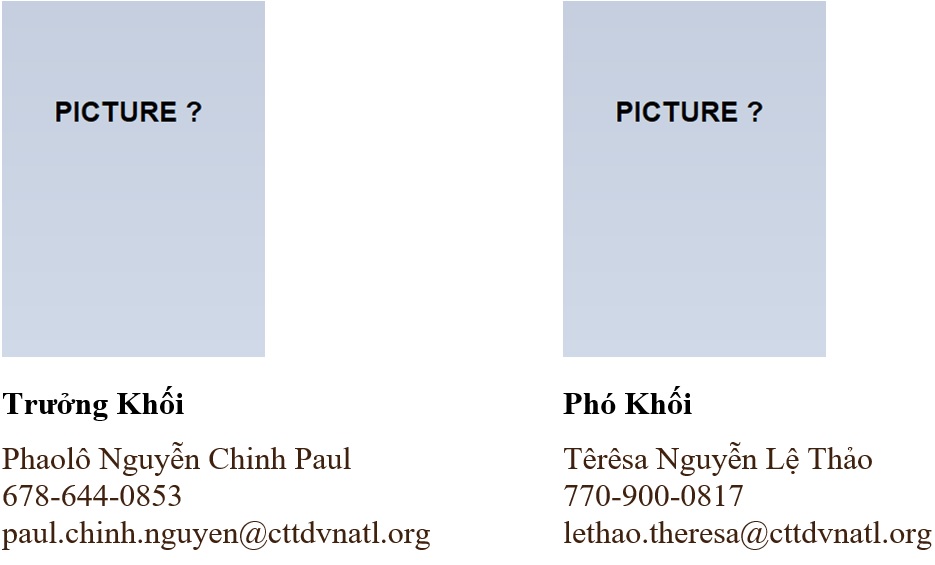 PICTURE ?
Trưởng Khối
Phaolô Nguyễn Chinh Paul
678-644-0853
paul.chinh.nguyen@cttdvnatl.org
PICTURE ?
Phó Khối
Têrêsa Nguyễn Lệ Thảo
770-900-0817
lethao.theresa@cttdvnatl.org